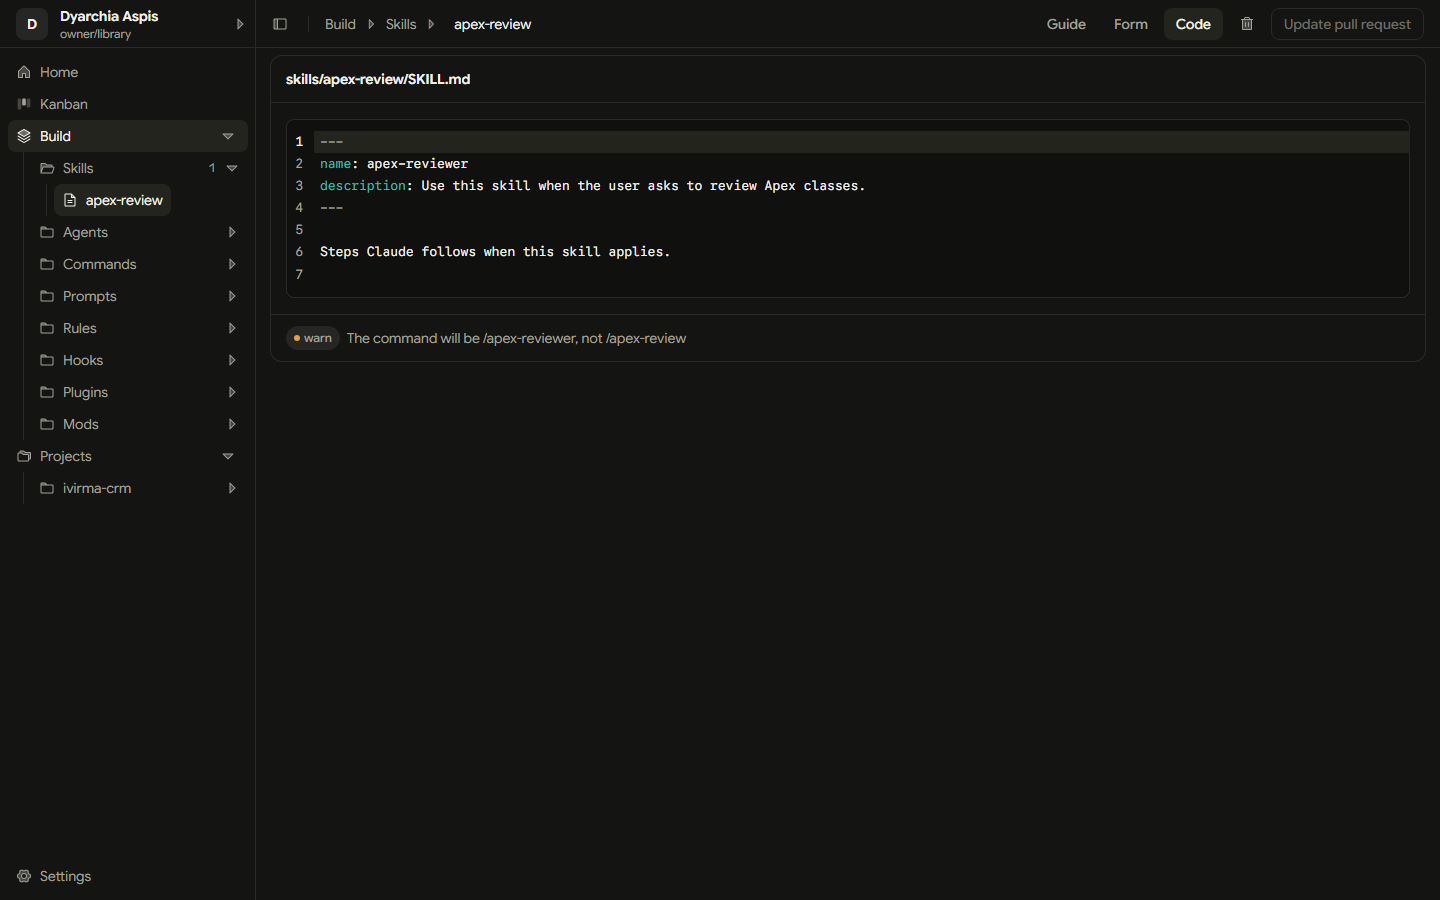 D
Dyarchia Aspis
owner/library
Home
Kanban
Build
Skills 1
apex-review
Agents
Commands
Prompts
Rules
Hooks
Plugins
Mods
Projects
ivirma-crm
Settings
Build Skills apex-review
Guide Form Code Update pull request
skills/apex-review/SKILL.md
1 ---
2 name: apex-reviewer
3 description: Use this skill when the user asks to review Apex classes.
4 ---
5
6 Steps Claude follows when this skill applies.
7
warn The command will be /apex-reviewer, not /apex-review